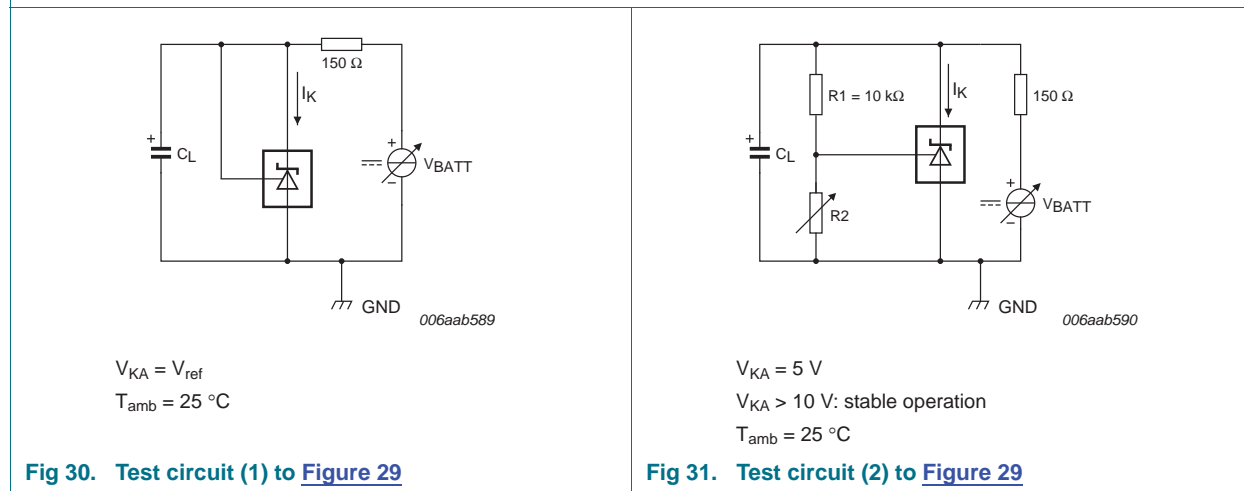 150 Ω
I_K
+
C_L
+
V_BATT
−
GND
006aab589
V_KA = V_ref
T_amb = 25 °C
Fig 30. Test circuit (1) to Figure 29
R1 = 10 kΩ
I_K
150 Ω
+
C_L
R2
+
V_BATT
−
GND
006aab590
V_KA = 5 V
V_KA > 10 V: stable operation
T_amb = 25 °C
Fig 31. Test circuit (2) to Figure 29